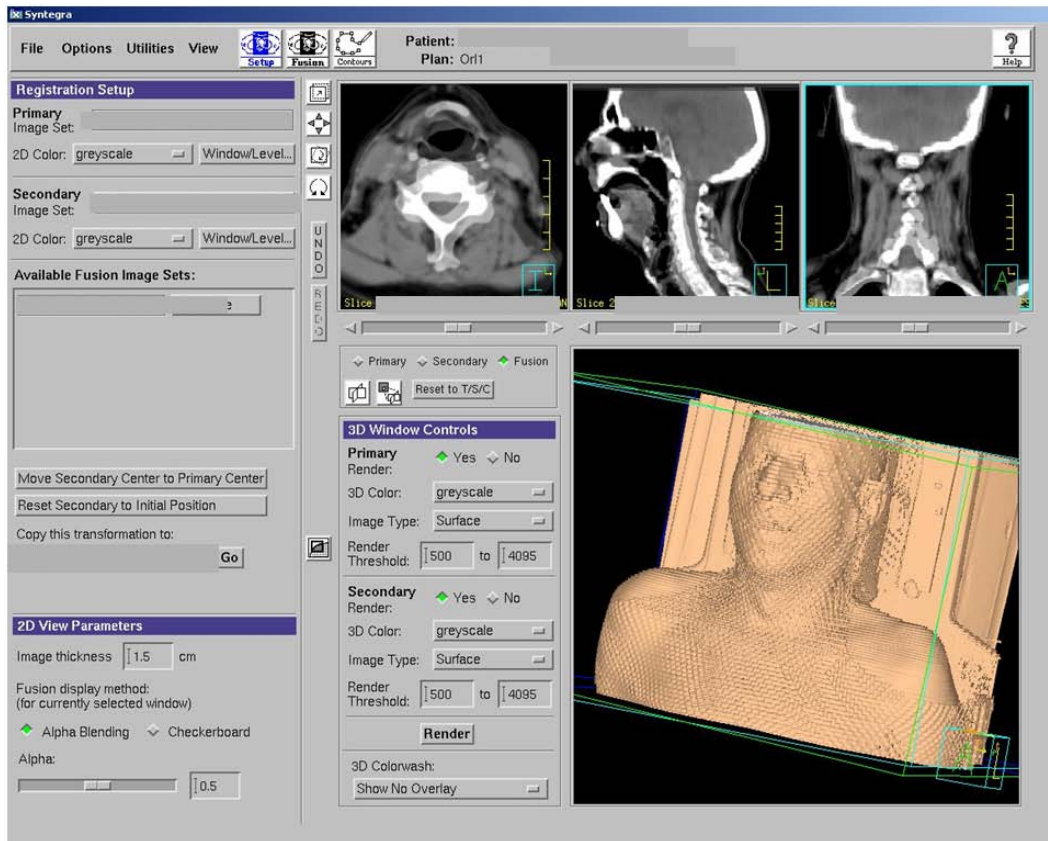 Syntegra
File Options Utilities View
Setup Fusion Contours
Patient:
Plan: Orl1
Help
Registration Setup
Primary
Image Set:
2D Color: greyscale Window/Level...
Secondary
Image Set:
2D Color: greyscale Window/Level...
Available Fusion Image Sets:
Move Secondary Center to Primary Center
Reset Secondary to Initial Position
Copy this transformation to:
Go
2D View Parameters
Image thickness 1.5 cm
Fusion display method:
(for currently selected window)
Alpha Blending Checkerboard
Alpha:
0.5
UNDO
REDO
Slice
I
Slice 2
L
Slice
A
Primary Secondary Fusion
Reset to T/S/C
3D Window Controls
Primary
Render: Yes No
3D Color: greyscale
Image Type: Surface
Render
Threshold: 500 to 4095
Secondary
Render: Yes No
3D Color: greyscale
Image Type: Surface
Render
Threshold: 500 to 4095
Render
3D Colorwash:
Show No Overlay